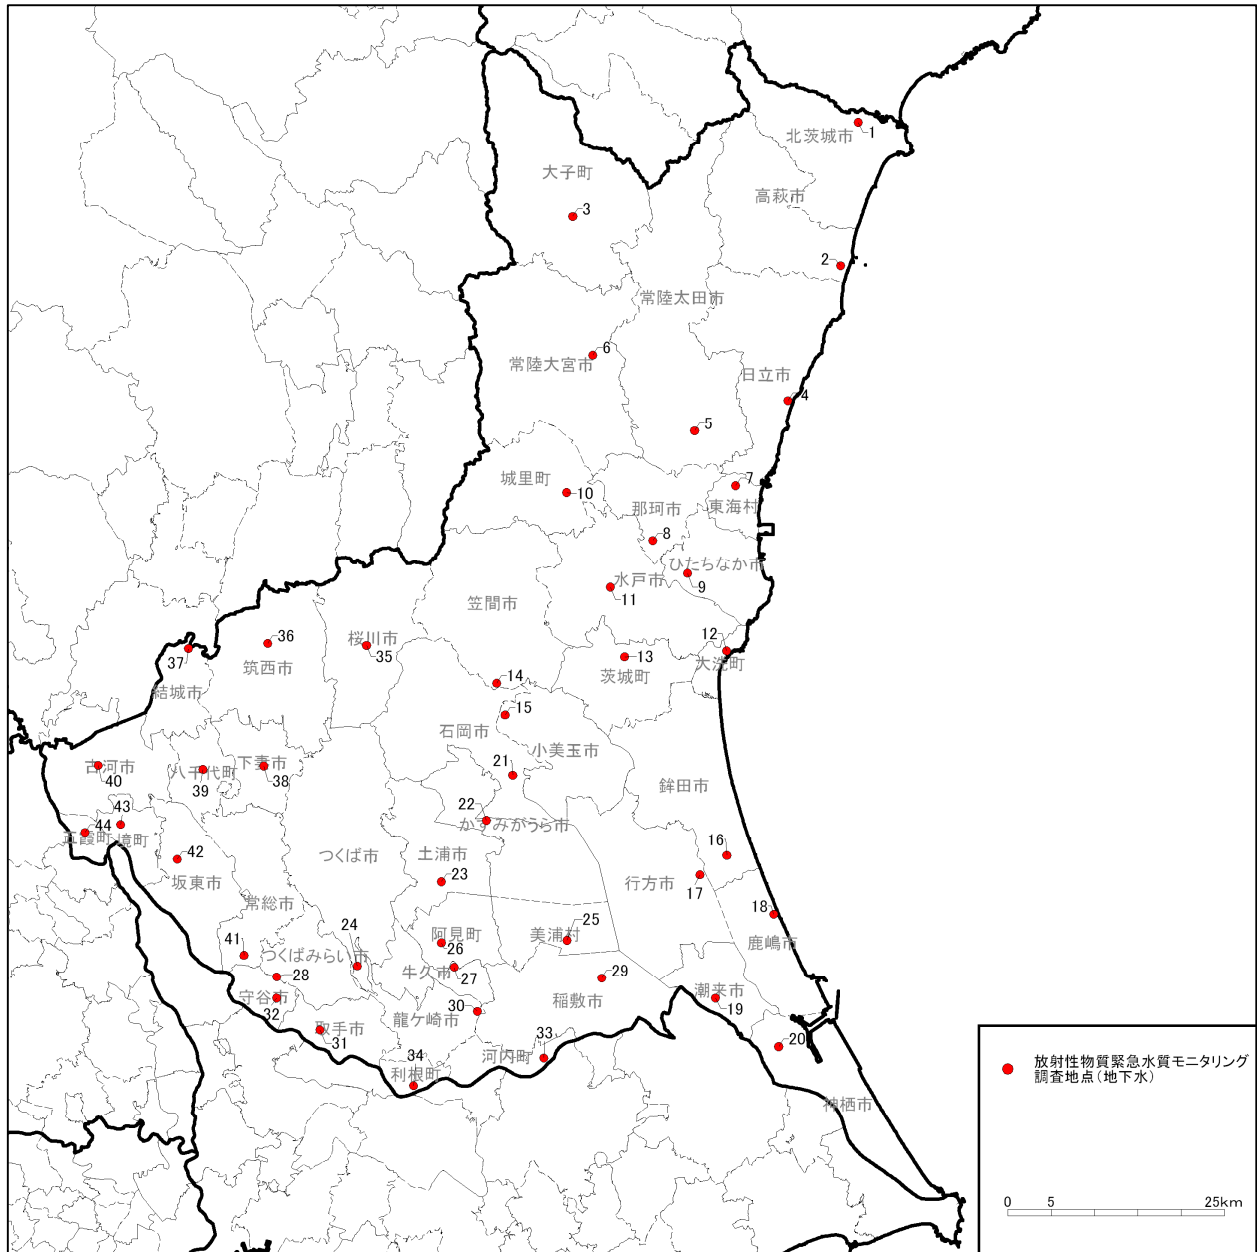 1
北茨城市
大子町
高萩市
3
2
常陸太田市
6
常陸大宮市
日立市
4
5
城里町
7
10
那珂市
東海村
8
ひたちなか市
水戸市
9
11
笠間市
36
桜川市
12
35
13
37
筑西市
大洗町
茨城町
結城市
14
15
石岡市
小美玉市
下妻市
古河市
八千代町
21
40
39
38
鉾田市
43
22
44
かすみがうら市
五霞町
境町
16
42
つくば市
土浦市
坂東市
23
行方市
17
常総市
18
25
24
阿見町
美浦村
鹿嶋市
41
26
つくばみらい市
牛久市
28
27
29
守谷市
潮来市
32
30
稲敷市
19
龍ケ崎市
取手市
31
33
20
34
河内町
利根町
神栖市
放射性物質緊急水質モニタリング
調査地点(地下水)
0 5 25km